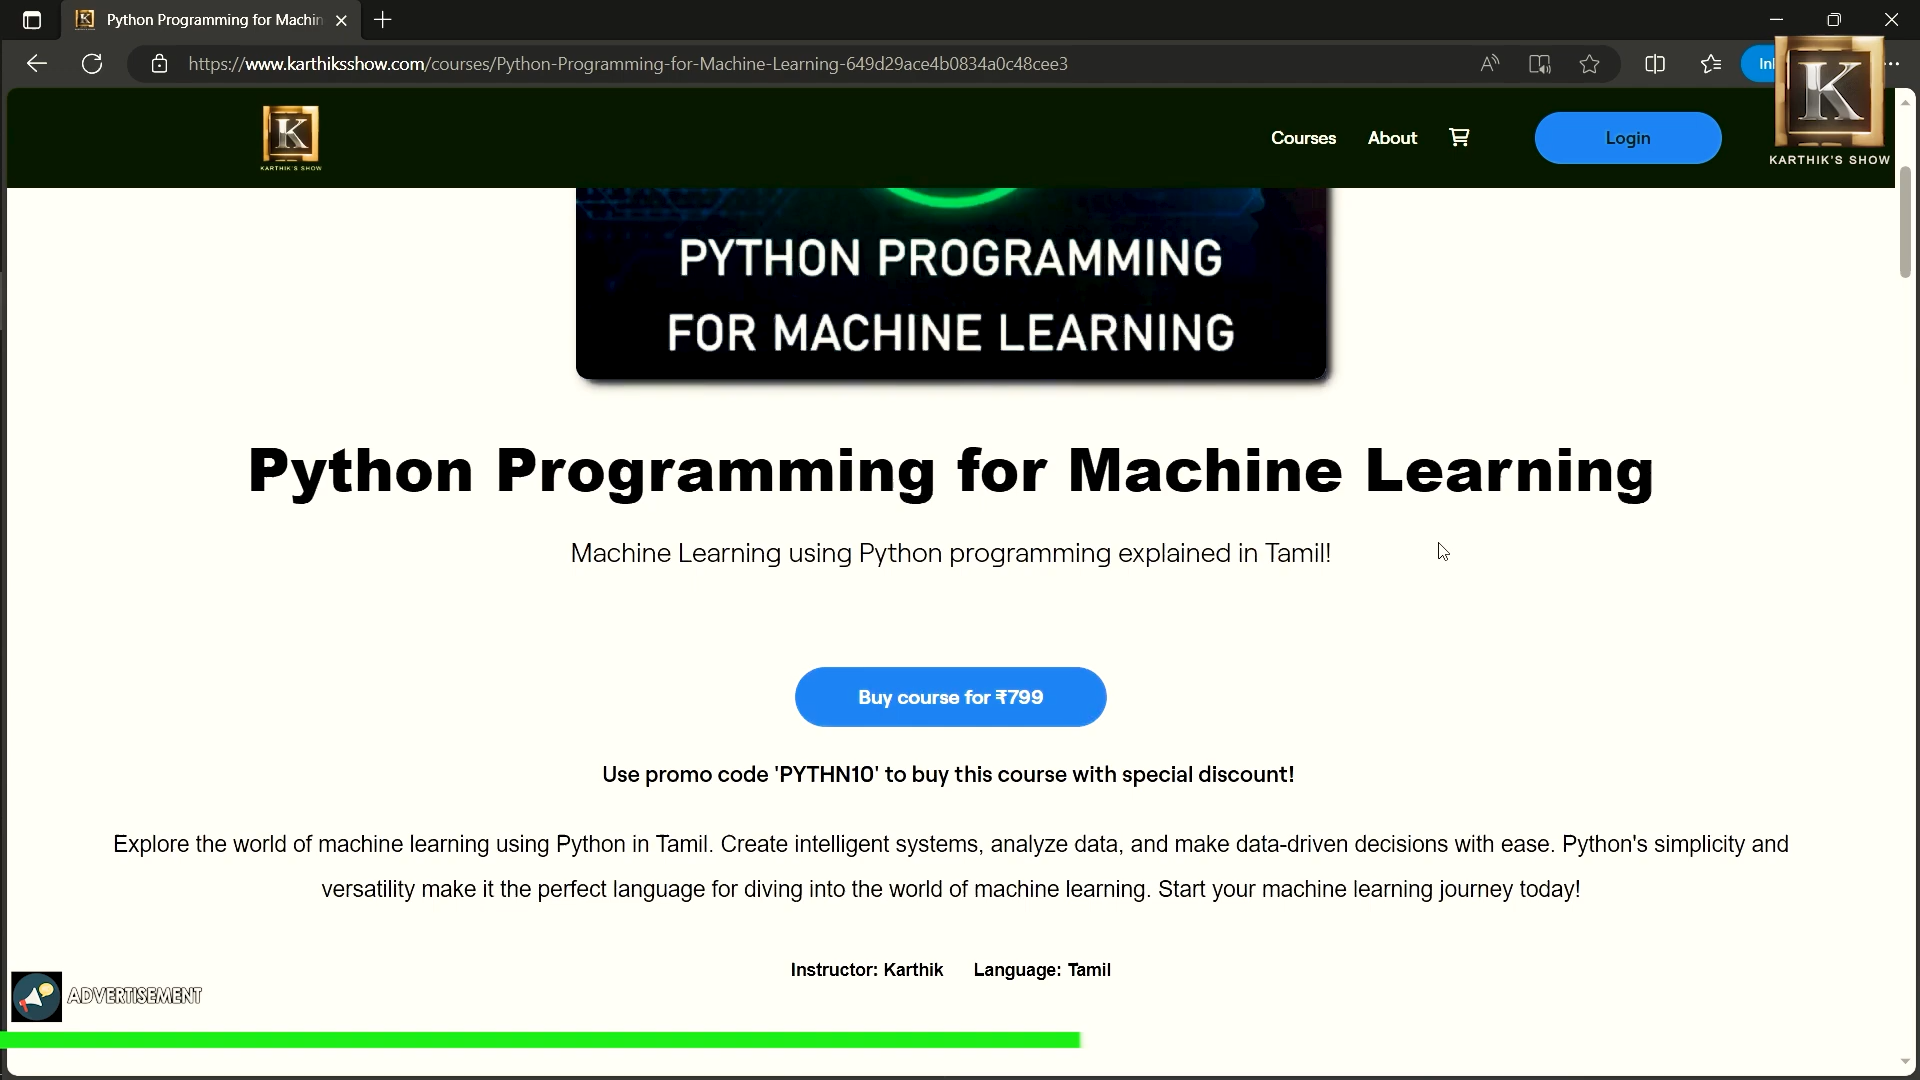 Python Programming for Machin
https://www.karthiksshow.com/courses/Python-Programming-for-Machine-Learning-649d29ace4b0834a0c48cee3
K
KARTHIK'S SHOW
Courses
About
Login
K
KARTHIK'S SHOW
PYTHON PROGRAMMING
FOR MACHINE LEARNING
Python Programming for Machine Learning
Machine Learning using Python programming explained in Tamil!
Buy course for ₹799
Use promo code 'PYTHN10' to buy this course with special discount!
Explore the world of machine learning using Python in Tamil. Create intelligent systems, analyze data, and make data-driven decisions with ease. Python's simplicity and
versatility make it the perfect language for diving into the world of machine learning. Start your machine learning journey today!
Instructor: Karthik Language: Tamil
ADVERTISEMENT